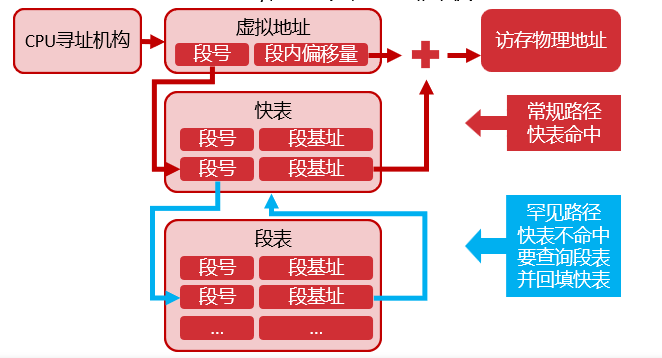 CPU寻址机构
虚拟地址
段号 段内偏移量
访存物理地址
快表
段号 段基址
段号 段基址
常规路径
快表命中
段表
段号 段基址
段号 段基址
... ...
罕见路径
快表不命中
要查询段表
并回填快表